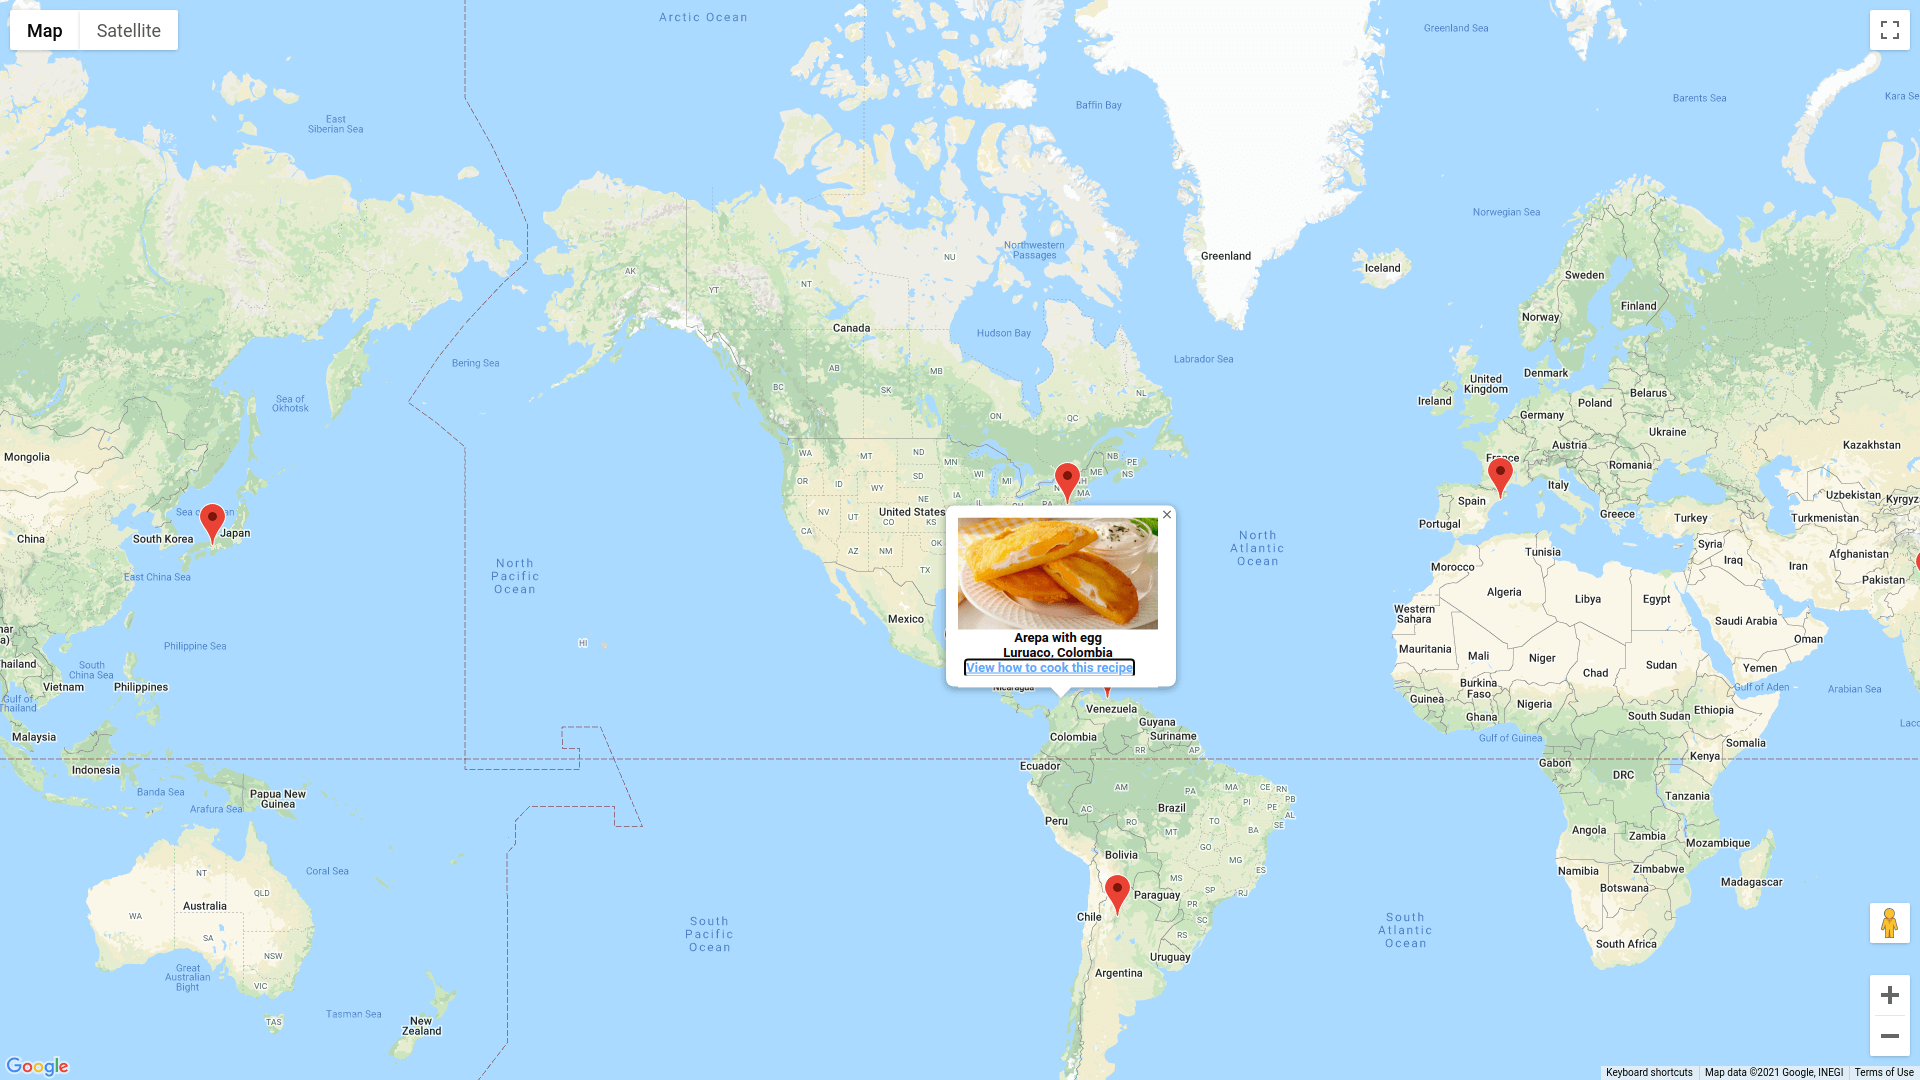 Map
Satellite
Arctic Ocean
Greenland Sea
Barents Sea
Kara Se
Baffin Bay
East
Siberian Sea
Norwegian Sea
Northwestern
Passages
NU
Greenland
Iceland
Sweden
AK
YT
NT
Finland
Norway
Canada
Hudson Bay
Bering Sea
Labrador Sea
AB
MB
BC
SK
NL
Denmark
United
Kingdom
Ireland
Belarus
Poland
Sea of
Okhotsk
ON
QC
Germany
Ukraine
Austria
Kazakhstan
Mongolia
WA
MT
ND
MN
WI
MI
NB
PE
NS
ME
France
Romania
OR
ID
WY
SD
IA
NE
IL
PA
MA
Italy
Spain
Uzbekistan
Kyrgyz
Sea
Japan
South Korea
China
NV
UT
CO
United States
KS
CA
AZ
NM
OK
TX
Portugal
Greece
Turkey
Turkmenistan
Syria
Iraq
Iran
Afghanistan
Pakistan
Tunisia
Morocco
Algeria
Libya
Egypt
Western
Sahara
Saudi Arabia
Oman
East China Sea
North
Pacific
Ocean
North
Atlantic
Ocean
Mexico
HI
Arepa with egg
Luruaco, Colombia
View how to cook this recipe
Nicaragua
Philippine Sea
South
China Sea
hailand
Vietnam
Philippines
Gulf of
Thailand
Malaysia
Indonesia
Mauritania
Mali
Niger
Chad
Sudan
Yemen
Gulf of Aden
Arabian Sea
Burkina
Faso
Guinea
Ghana
Nigeria
South Sudan
Ethiopia
Gulf of Guinea
Somalia
Lacc
Venezuela
Guyana
Suriname
Colombia
RR
AP
Ecuador
Gabon
DRC
Kenya
Tanzania
AM
PA
MA
CE
RN
PB
PI
PE
AL
SE
AC
RO
TO
BA
MT
Brazil
Peru
Bolivia
GO
MG
ES
MS
SP
RJ
PR
SC
RS
Paraguay
Chile
Uruguay
Argentina
Banda Sea
Arafura Sea
Papua New
Guinea
Coral Sea
NT
QLD
WA
Australia
SA
NSW
Great
Australian
Bight
VIC
TAS
Tasman Sea
New
Zealand
South
Pacific
Ocean
South
Atlantic
Ocean
Angola
Zambia
Mozambique
Namibia
Zimbabwe
Botswana
Madagascar
South Africa
Google
Keyboard shortcuts
Map data ©2021 Google, INEGI
Terms of Use